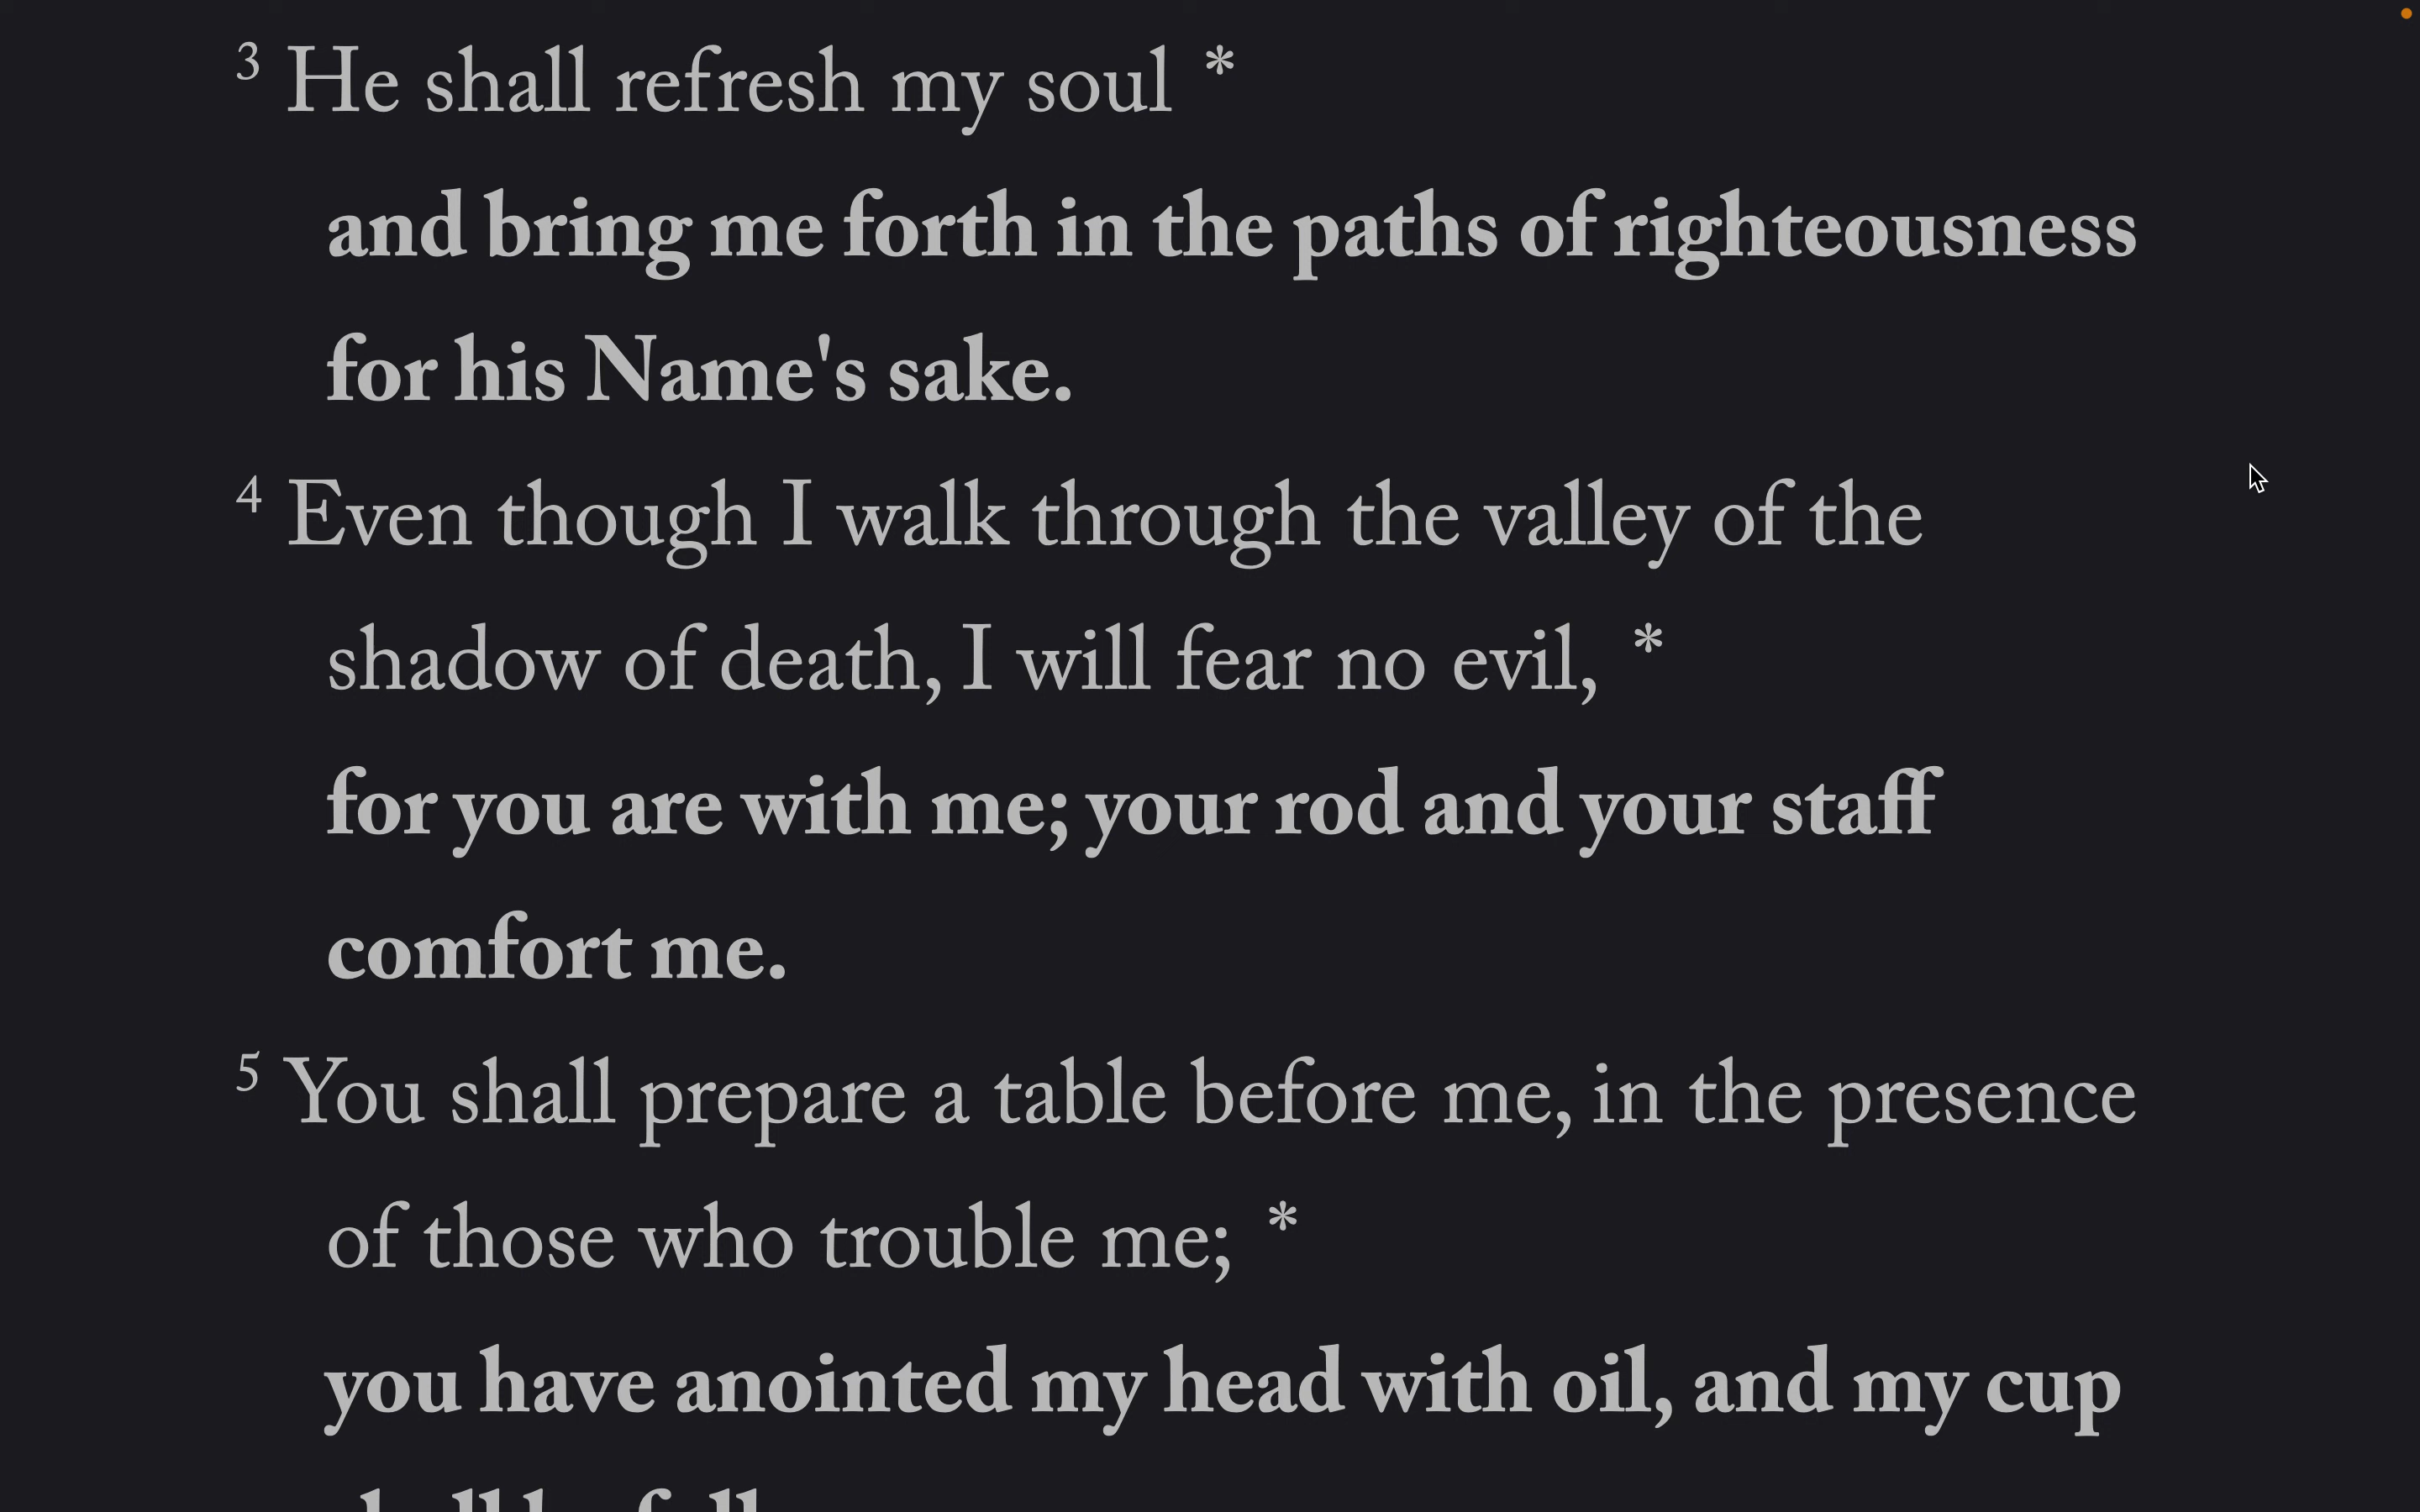 3 He shall refresh my soul *
and bring me forth in the paths of righteousness
for his Name's sake.
4 Even though I walk through the valley of the
shadow of death, I will fear no evil, *
for you are with me; your rod and your staff
comfort me.
5 You shall prepare a table before me, in the presence
of those who trouble me; *
you have anointed my head with oil, and my cup